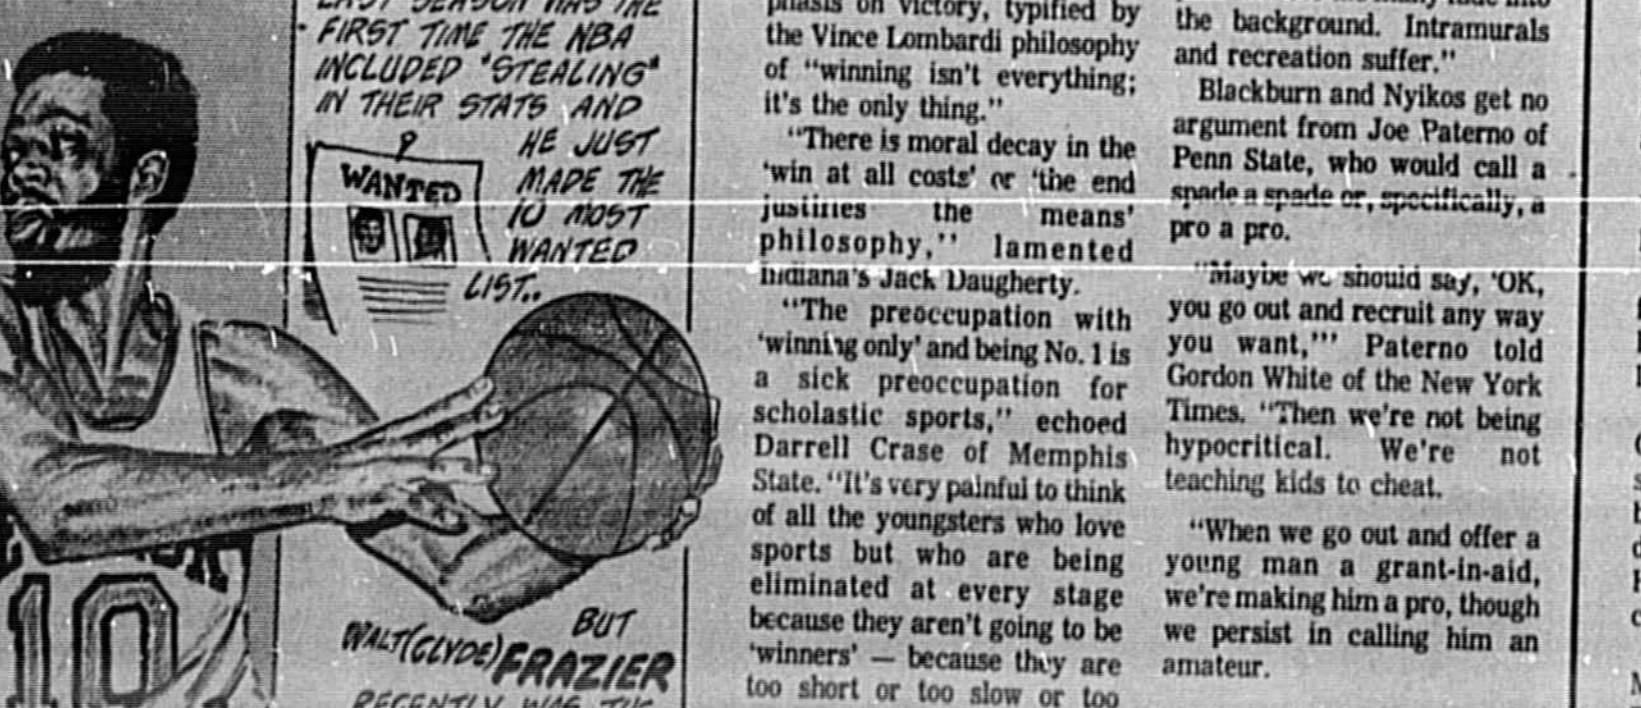 LAST SEASON WAS THE
FIRST TIME THE NBA
INCLUDED "STEALING"
IN THEIR STATS AND
HE JUST
MADE THE
10 MOST
WANTED
LIST..
WANTED
10
BUT
WALT (CLYDE) FRAZIER
RECENTLY WAS THE
phasis on victory, typified by
the Vince Lombardi philosophy
of "winning isn't everything;
it's the only thing."
"There is moral decay in the
'win at all costs' or 'the end
justifies the means'
philosophy," lamented
Indiana's Jack Daugherty.
"The preoccupation with
'winning only' and being No. 1 is
a sick preoccupation for
scholastic sports," echoed
Darrell Crase of Memphis
State. "It's very painful to think
of all the youngsters who love
sports but who are being
eliminated at every stage
because they aren't going to be
'winners' — because they are
too short or too slow or too
the background. Intramurals
and recreation suffer."
Blackburn and Nyikos get no
argument from Joe Paterno of
Penn State, who would call a
spade a spade or, specifically, a
pro a pro.
"Maybe we should say, 'OK,
you go out and recruit any way
you want,'" Paterno told
Gordon White of the New York
Times. "Then we're not being
hypocritical. We're not
teaching kids to cheat.
"When we go out and offer a
young man a grant-in-aid,
we're making him a pro, though
we persist in calling him an
amateur.